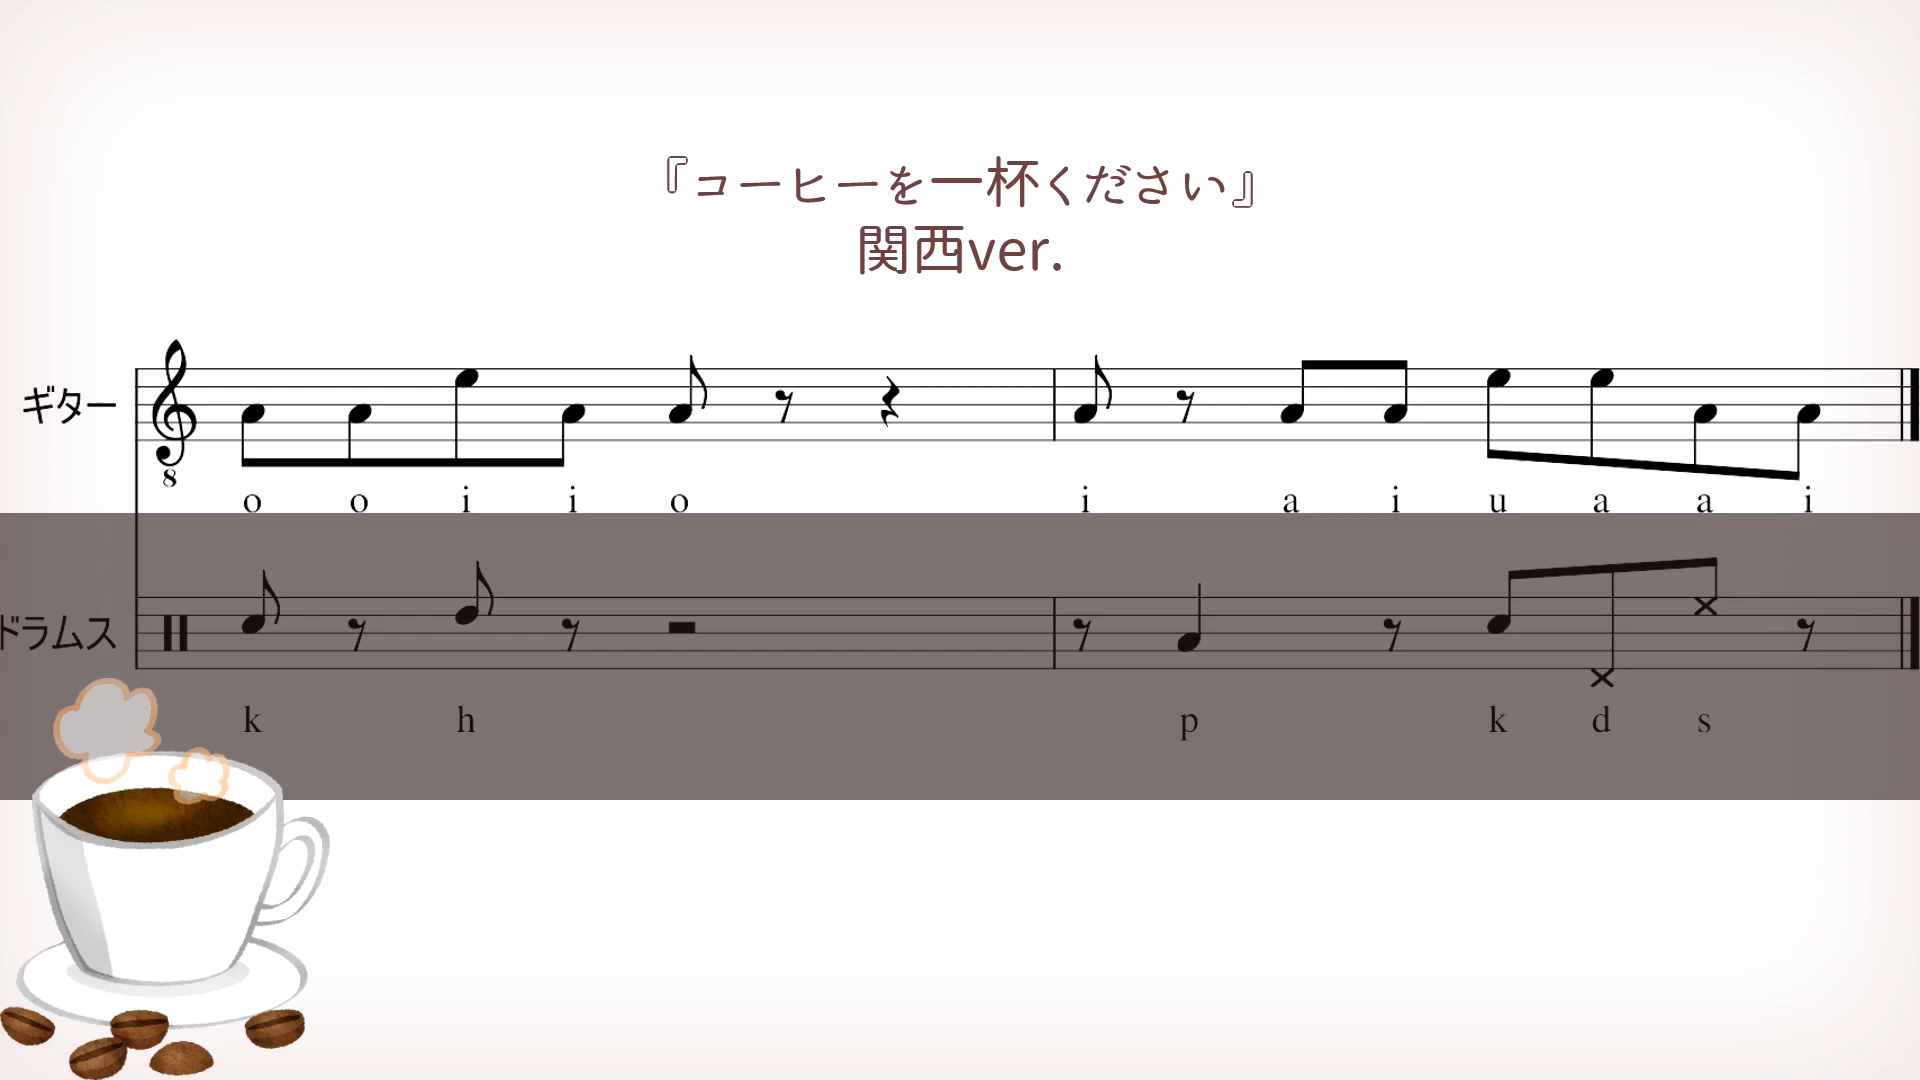 『コーヒーを一杯ください』
関西ver.
ギター
8
o o i i o i a i u a a i
ドラムス
k h p k d s